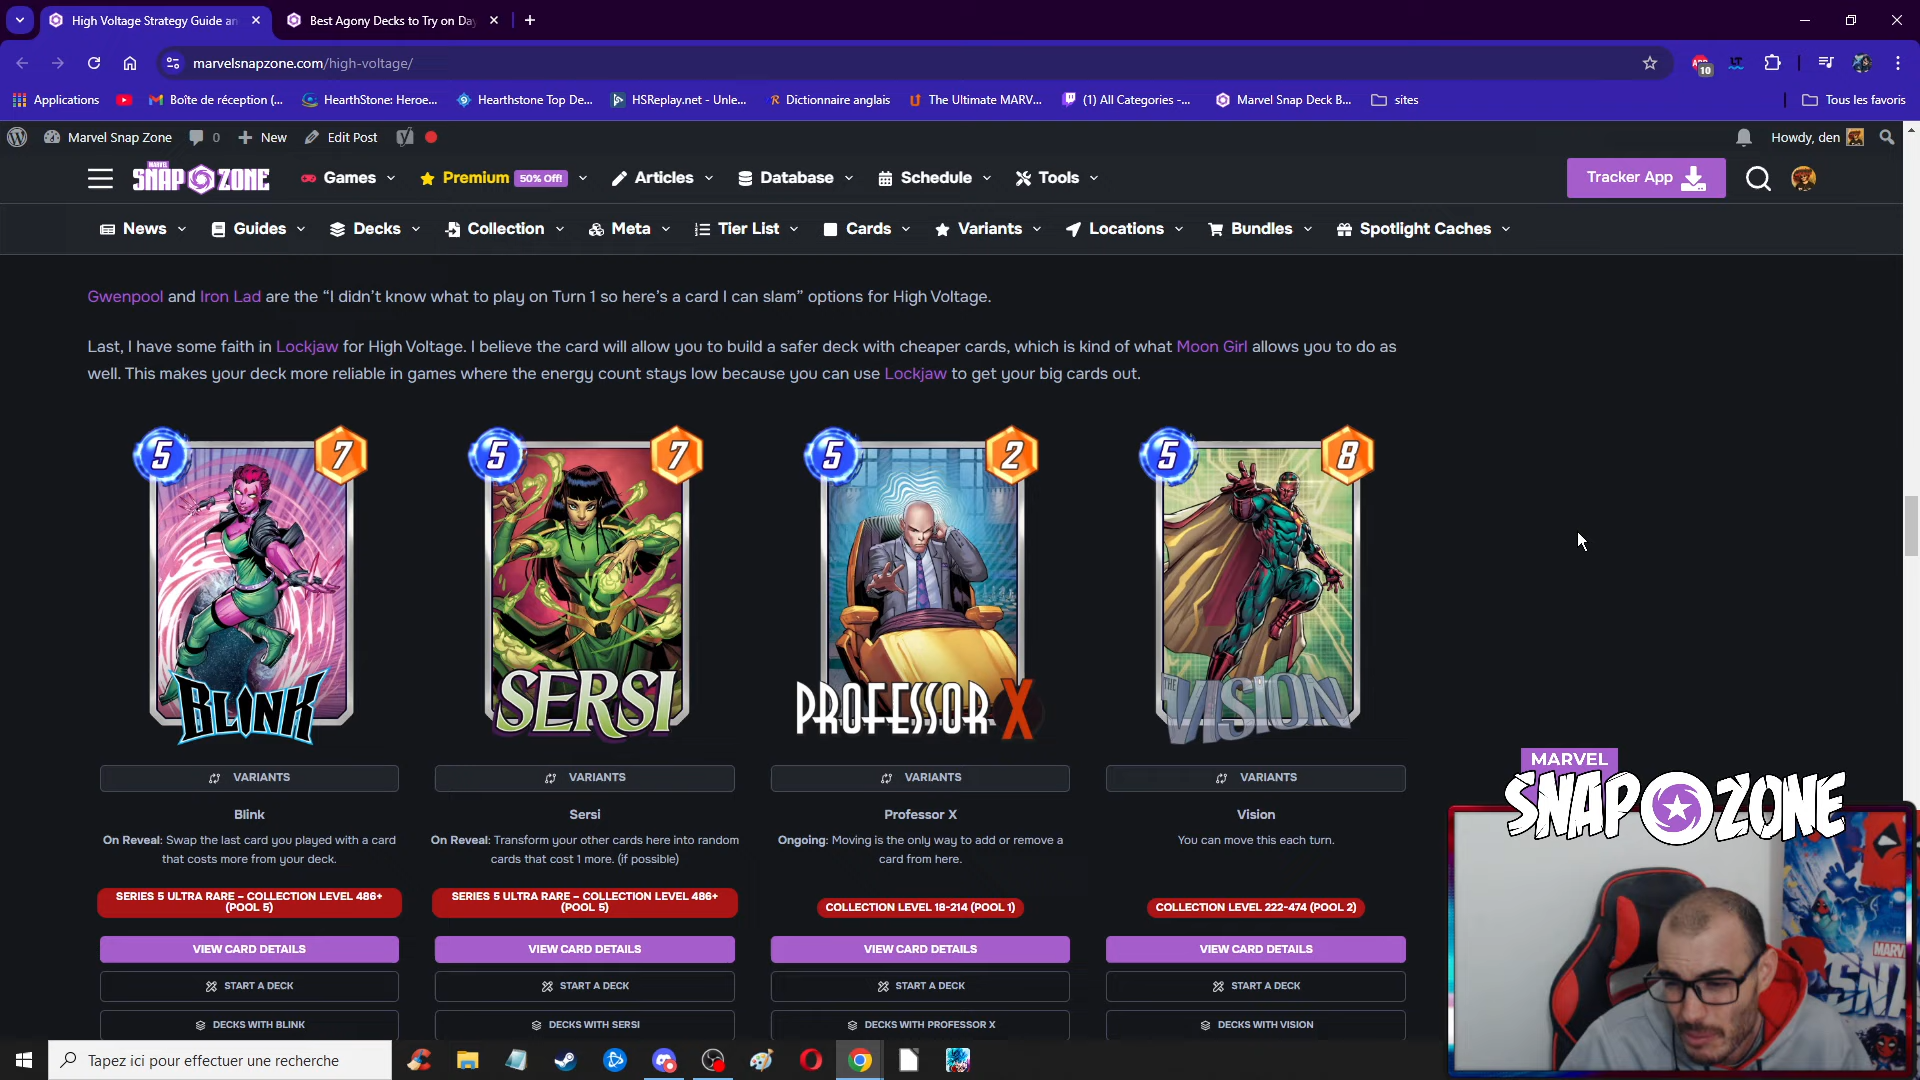 High Voltage Strategy Guide an
Best Agony Decks to Try on Da
marvelsnapzone.com/high-voltage/
10
Applications
Boîte de réception (...
HearthStone: Heroe...
Hearthstone Top De...
HSReplay.net - Unle...
Dictionnaire anglais
The Ultimate MARV...
(1) All Categories -...
Marvel Snap Deck B...
sites
Tous les favoris
Marvel Snap Zone
0
New
Edit Post
Howdy, den
MARVEL
SNAP ZONE
Games
Premium 50% Off!
Articles
Database
Schedule
Tools
Tracker App
News
Guides
Decks
Collection
Meta
Tier List
Cards
Variants
Locations
Bundles
Spotlight Caches
Gwenpool and Iron Lad are the “I didn’t know what to play on Turn 1 so here’s a card I can slam” options for High Voltage.
Last, I have some faith in Lockjaw for High Voltage. I believe the card will allow you to build a safer deck with cheaper cards, which is kind of what Moon Girl allows you to do as
well. This makes your deck more reliable in games where the energy count stays low because you can use Lockjaw to get your big cards out.
5 7
BLINK
5 7
SERSI
5 2
PROFESSOR X
5 8
THE VISION
VARIANTS
VARIANTS
VARIANTS
VARIANTS
Blink
On Reveal: Swap the last card you played with a card
that costs more from your deck.
SERIES 5 ULTRA RARE – COLLECTION LEVEL 486+
(POOL 5)
VIEW CARD DETAILS
START A DECK
DECKS WITH BLINK
Sersi
On Reveal: Transform your other cards here into random
cards that cost 1 more. (if possible)
SERIES 5 ULTRA RARE – COLLECTION LEVEL 486+
(POOL 5)
VIEW CARD DETAILS
START A DECK
DECKS WITH SERSI
Professor X
Ongoing: Moving is the only way to add or remove a
card from here.
COLLECTION LEVEL 18-214 (POOL 1)
VIEW CARD DETAILS
START A DECK
DECKS WITH PROFESSOR X
Vision
You can move this each turn.
COLLECTION LEVEL 222-474 (POOL 2)
VIEW CARD DETAILS
START A DECK
DECKS WITH VISION
MARVEL
SNAP ZONE
MARVEL
SNA
Tapez ici pour effectuer une recherche